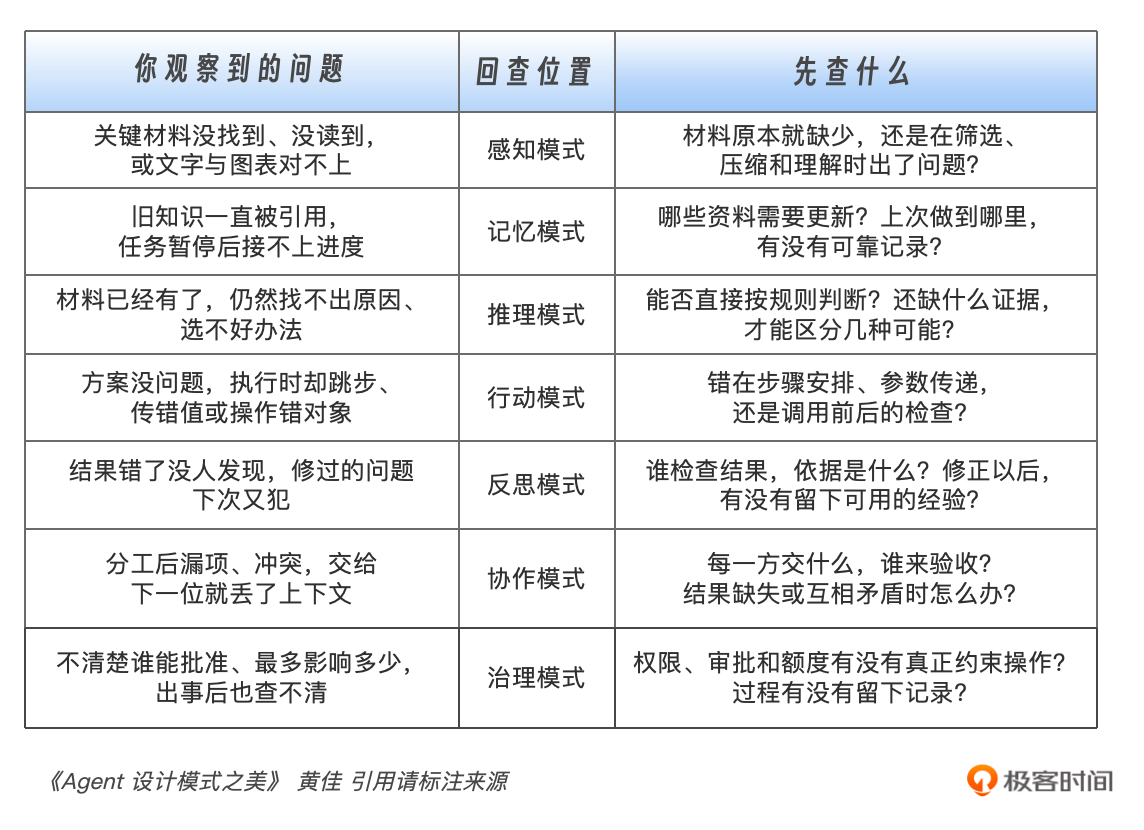 你观察到的问题
回查位置
先查什么
关键材料没找到、没读到，
或文字与图表对不上
感知模式
材料原本就缺少，还是在筛选、
压缩和理解时出了问题？
旧知识一直被引用，
任务暂停后接不上进度
记忆模式
哪些资料需要更新？上次做到哪里，
有没有可靠记录？
材料已经有了，仍然找不出原因、
选不好办法
推理模式
能否直接按规则判断？还缺什么证据，
才能区分几种可能？
方案没问题，执行时却跳步、
传错值或操作错对象
行动模式
错在步骤安排、参数传递，
还是调用前后的检查？
结果错了没人发现，修过的问题
下次又犯
反思模式
谁检查结果，依据是什么？修正以后，
有没有留下可用的经验？
分工后漏项、冲突，交给
下一位就丢了上下文
协作模式
每一方交什么，谁来验收？
结果缺失或互相矛盾时怎么办？
不清楚谁能批准、最多影响多少，
出事后也查不清
治理模式
权限、审批和额度有没有真正约束操作？
过程有没有留下记录？
《Agent 设计模式之美》 黄佳 引用请标注来源
极客时间